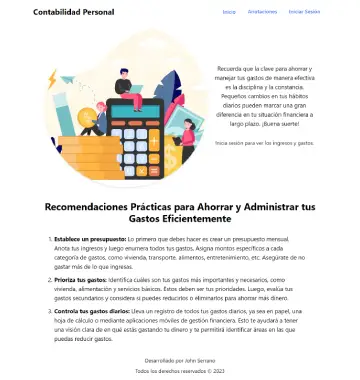 Contabilidad Personal
Inicio Anotaciones Iniciar Sesión
Recuerda que la clave para ahorrar y
manejar tus gastos de manera efectiva
es la disciplina y la constancia.
Pequeños cambios en tus hábitos
diarios pueden marcar una gran
diferencia en tu situación financiera a
largo plazo. ¡Buena suerte!
Inicia sesión para ver los ingresos y gastos.
Recomendaciones Prácticas para Ahorrar y Administrar tus
Gastos Eficientemente
1. Establece un presupuesto: Lo primero que debes hacer es crear un presupuesto mensual.
Anota tus ingresos y luego enumera todos tus gastos. Asigna montos específicos a cada
categoría de gastos, como vivienda, transporte, alimentos, entretenimiento, etc. Asegúrate de no
gastar más de lo que ingresas.
2. Prioriza tus gastos: Identifica cuáles son tus gastos más importantes y necesarios, como
vivienda, alimentación y servicios básicos. Estos deben ser tus prioridades. Luego, evalúa tus
gastos secundarios y considera si puedes reducirlos o eliminarlos para ahorrar más dinero.
3. Controla tus gastos diarios: Lleva un registro de todos tus gastos diarios, ya sea en papel, una
hoja de cálculo o mediante aplicaciones móviles de gestión financiera. Esto te ayudará a tener
una visión clara de en qué estás gastando tu dinero y te permitirá identificar áreas en las que
puedas reducir gastos.
Desarrollado por John Serrano
Todos los derechos reservados © 2023